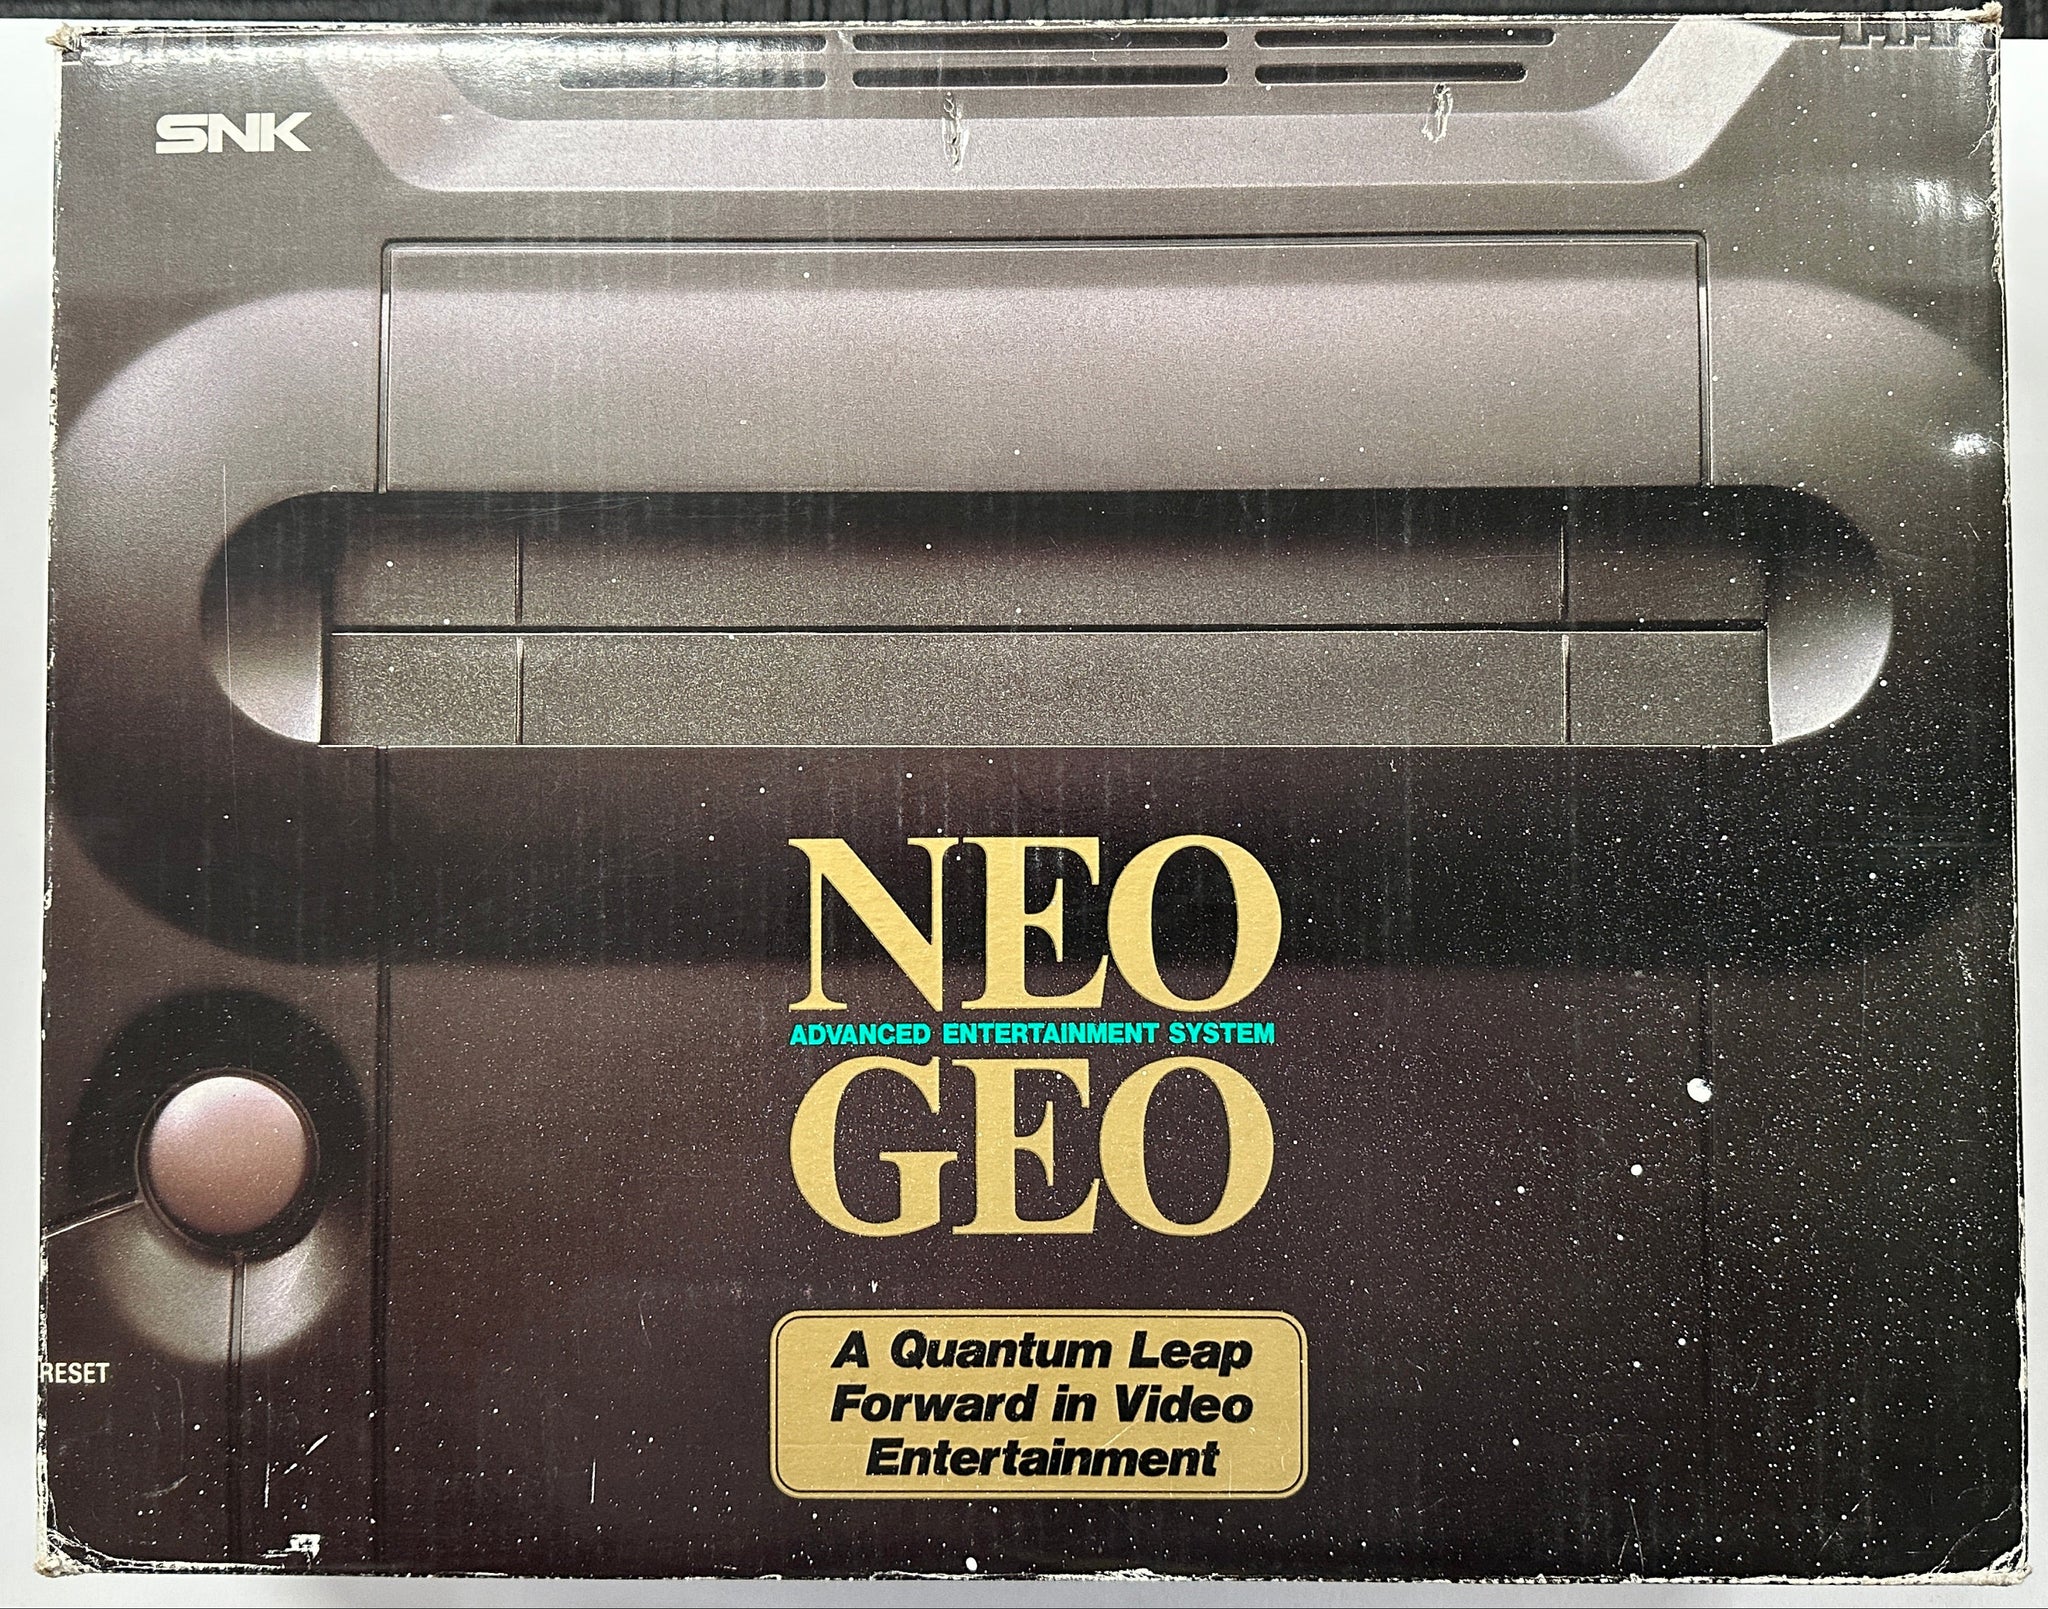 SNK
NEO
ADVANCED ENTERTAINMENT SYSTEM
GEO
RESET
A Quantum Leap
Forward in Video
Entertainment